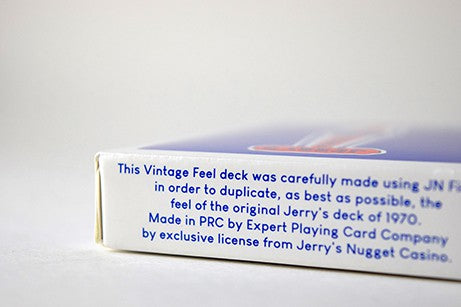 This Vintage Feel deck was carefully made using JN Fi
in order to duplicate, as best as possible, the
feel of the original Jerry's deck of 1970.
Made in PRC by Expert Playing Card Company
by exclusive license from Jerry's Nugget Casino.